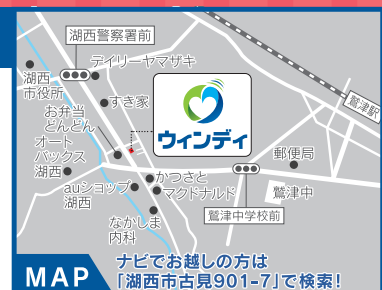 湖西警察署前
デイリーヤマザキ
湖西
市役所
すき家
お弁当
どんどん
オート
バックス
湖西
auショップ
湖西
なかしま
内科
ウィンディ
かつさと
マクドナルド
郵便局
鷲津中
鷲津中学校前
鷲津駅
MAP
ナビでお越しの方は
「湖西市古見901-7」で検索!